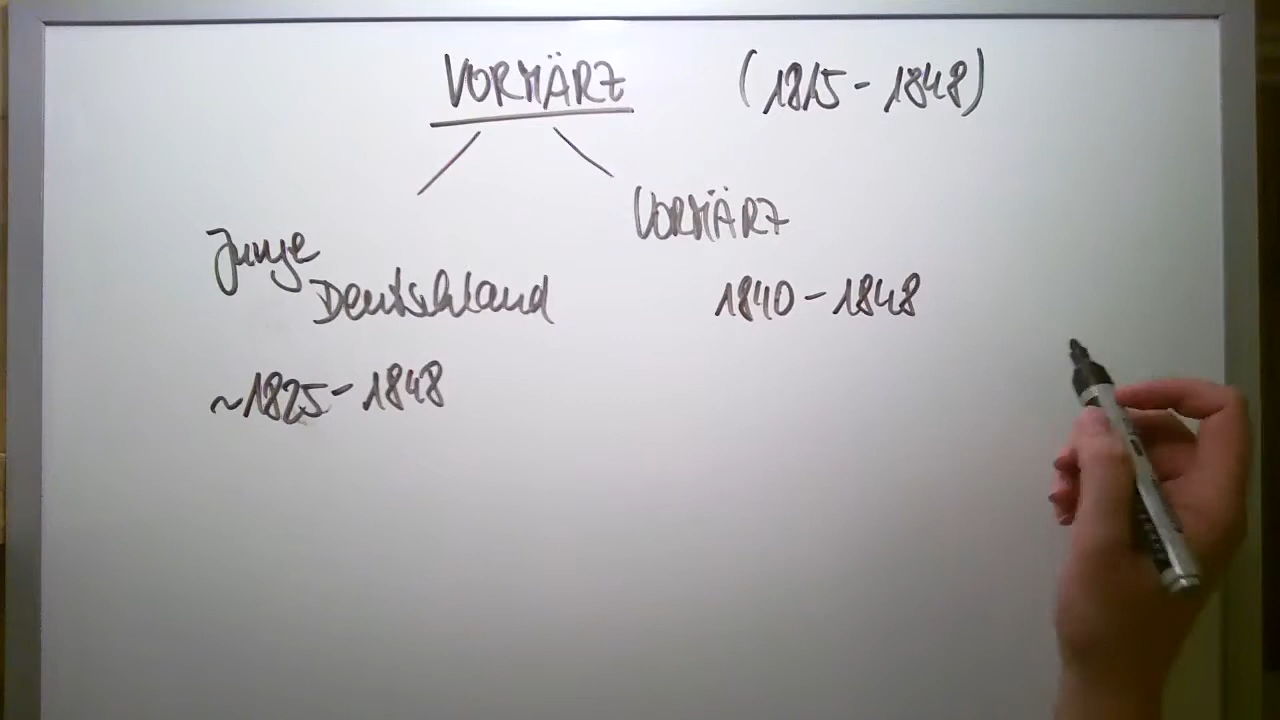 VORMÄRZ (1815 - 1848)
Junge
Deutschland
VORMÄRZ
1840 - 1848
~1825 - 1848